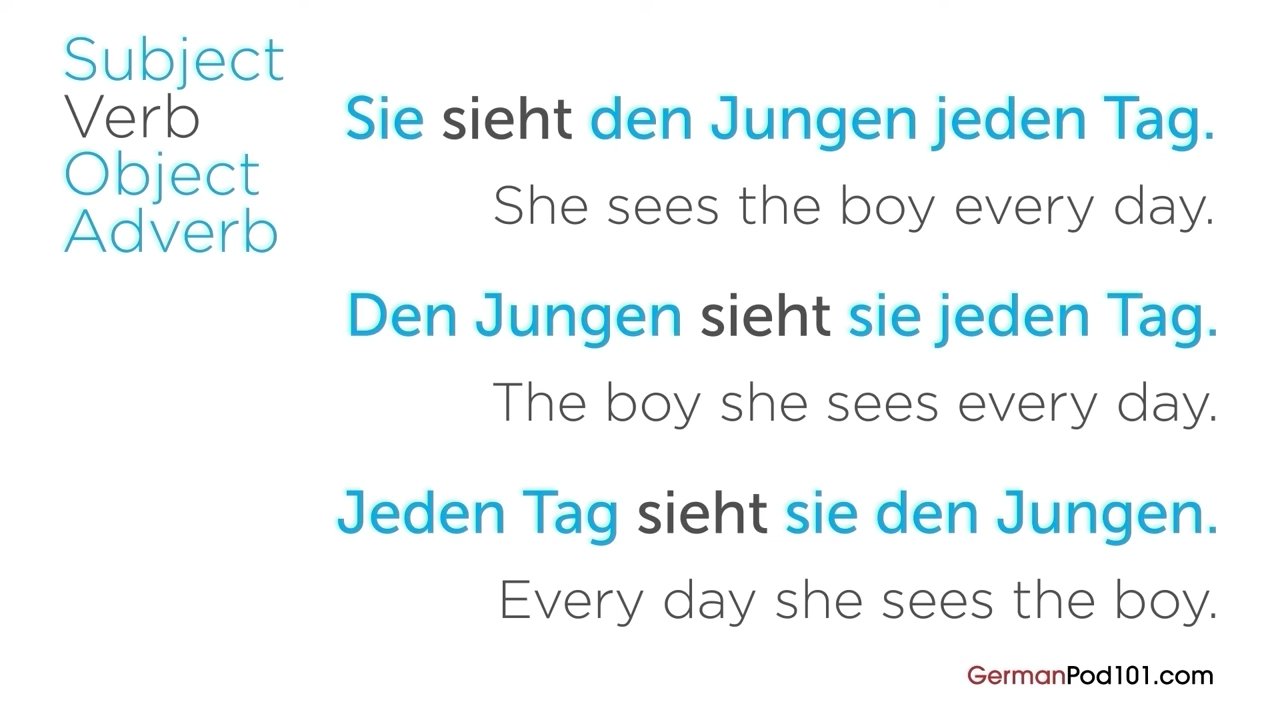 Subject
Verb
Object
Adverb
Sie sieht den Jungen jeden Tag.
She sees the boy every day.
Den Jungen sieht sie jeden Tag.
The boy she sees every day.
Jeden Tag sieht sie den Jungen.
Every day she sees the boy.
GermanPod101.com